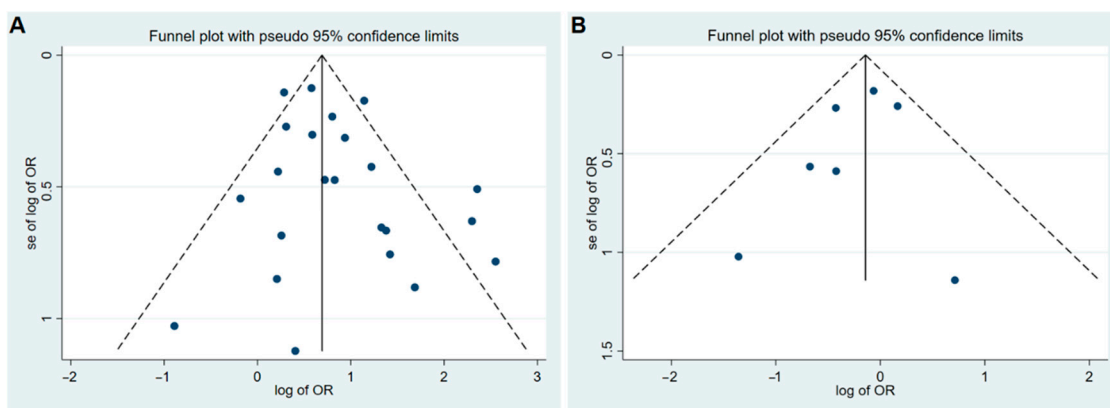 A
Funnel plot with pseudo 95% confidence limits
0
0.5
1
se of log of OR
−2
−1
0
1
2
3
log of OR
B
Funnel plot with pseudo 95% confidence limits
0
0.5
1
1.5
se of log of OR
−2
−1
0
1
2
log of OR